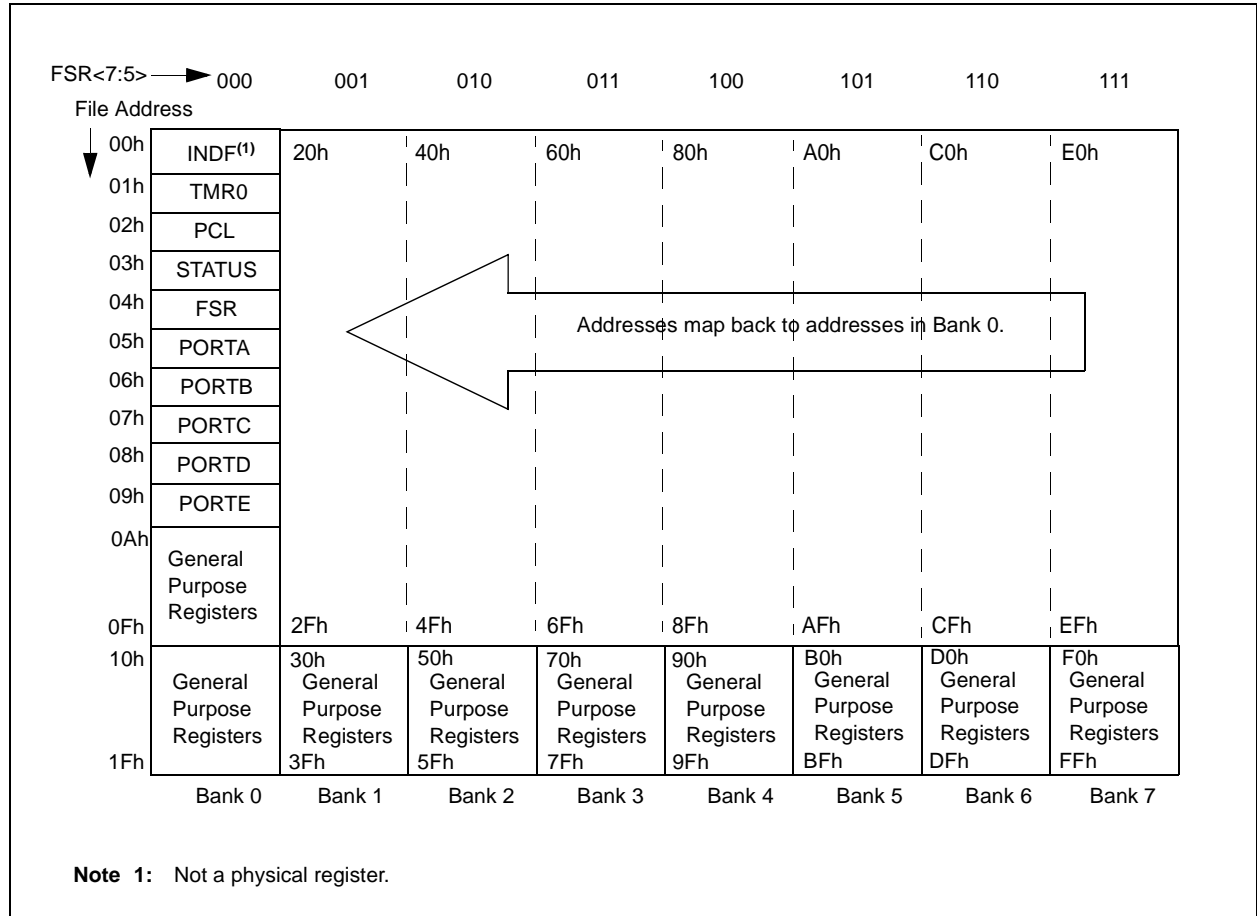 FSR<7:5> 000 001 010 011 100 101 110 111
File Address
00h INDF(1) 20h 40h 60h 80h A0h C0h E0h
01h TMR0
02h PCL
03h STATUS
04h FSR
Addresses map back to addresses in Bank 0.
05h PORTA
06h PORTB
07h PORTC
08h PORTD
09h PORTE
0Ah
General
Purpose
Registers
0Fh 2Fh 4Fh 6Fh 8Fh AFh CFh EFh
10h 30h 50h 70h 90h B0h D0h F0h
General General General General General General General General
Purpose Purpose Purpose Purpose Purpose Purpose Purpose Purpose
Registers Registers Registers Registers Registers Registers Registers Registers
1Fh 3Fh 5Fh 7Fh 9Fh BFh DFh FFh
Bank 0 Bank 1 Bank 2 Bank 3 Bank 4 Bank 5 Bank 6 Bank 7
Note 1: Not a physical register.